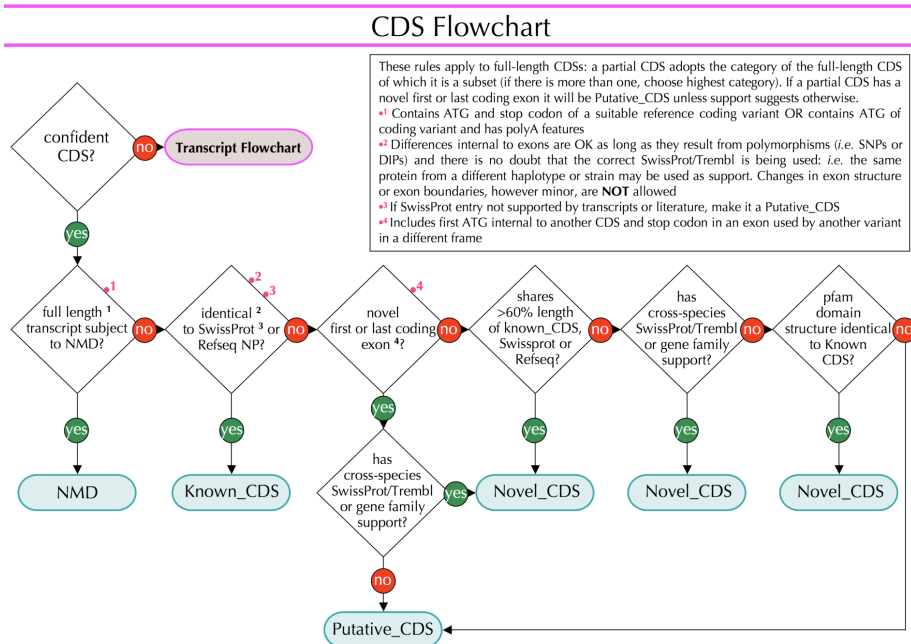 CDS Flowchart
These rules apply to full-length CDSs: a partial CDS adopts the category of the full-length CDS
of which it is a subset (if there is more than one, choose highest category). If a partial CDS has a
novel first or last coding exon it will be Putative_CDS unless support suggests otherwise.
•1 Contains ATG and stop codon of a suitable reference coding variant OR contains ATG of
coding variant and has polyA features
•2 Differences internal to exons are OK as long as they result from polymorphisms (i.e. SNPs or
DIPs) and there is no doubt that the correct SwissProt/Trembl is being used: i.e. the same
protein from a different haplotype or strain may be used as support. Changes in exon structure
or exon boundaries, however minor, are NOT allowed
•3 If SwissProt entry not supported by transcripts or literature, make it a Putative_CDS
•4 Includes first ATG internal to another CDS and stop codon in an exon used by another variant
in a different frame
confident
CDS?
no
Transcript Flowchart
yes
•1
full length 1
transcript subject
to NMD?
no
yes
NMD
•2
•3
identical 2
to SwissProt 3 or
Refseq NP?
no
yes
Known_CDS
•4
novel
first or last coding
exon 4?
no
yes
has
cross-species
SwissProt/Trembl
or gene family
support?
yes
no
Putative_CDS
shares
>60% length
of known_CDS,
Swissprot or
Refseq?
no
yes
Novel_CDS
has
cross-species
SwissProt/Trembl
or gene family
support?
no
yes
Novel_CDS
pfam
domain
structure identical
to Known
CDS?
no
yes
Novel_CDS